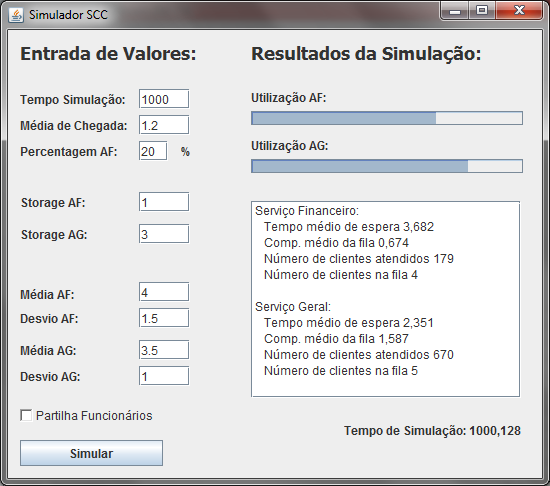 Simulador SCC
Entrada de Valores:
Tempo Simulação: 1000
Média de Chegada: 1.2
Percentagem AF: 20 %
Storage AF: 1
Storage AG: 3
Média AF: 4
Desvio AF: 1.5
Média AG: 3.5
Desvio AG: 1
Partilha Funcionários
Simular
Resultados da Simulação:
Utilização AF:
Utilização AG:
Serviço Financeiro:
Tempo médio de espera 3,682
Comp. médio da fila 0,674
Número de clientes atendidos 179
Número de clientes na fila 4
Serviço Geral:
Tempo médio de espera 2,351
Comp. médio da fila 1,587
Número de clientes atendidos 670
Número de clientes na fila 5
Tempo de Simulação: 1000,128